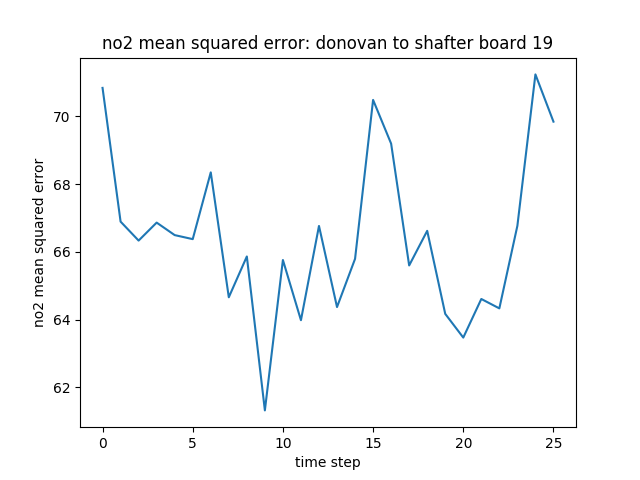 no2 mean squared error: donovan to shafter board 19
no2 mean squared error
70
68
66
64
62
0 5 10 15 20 25
time step